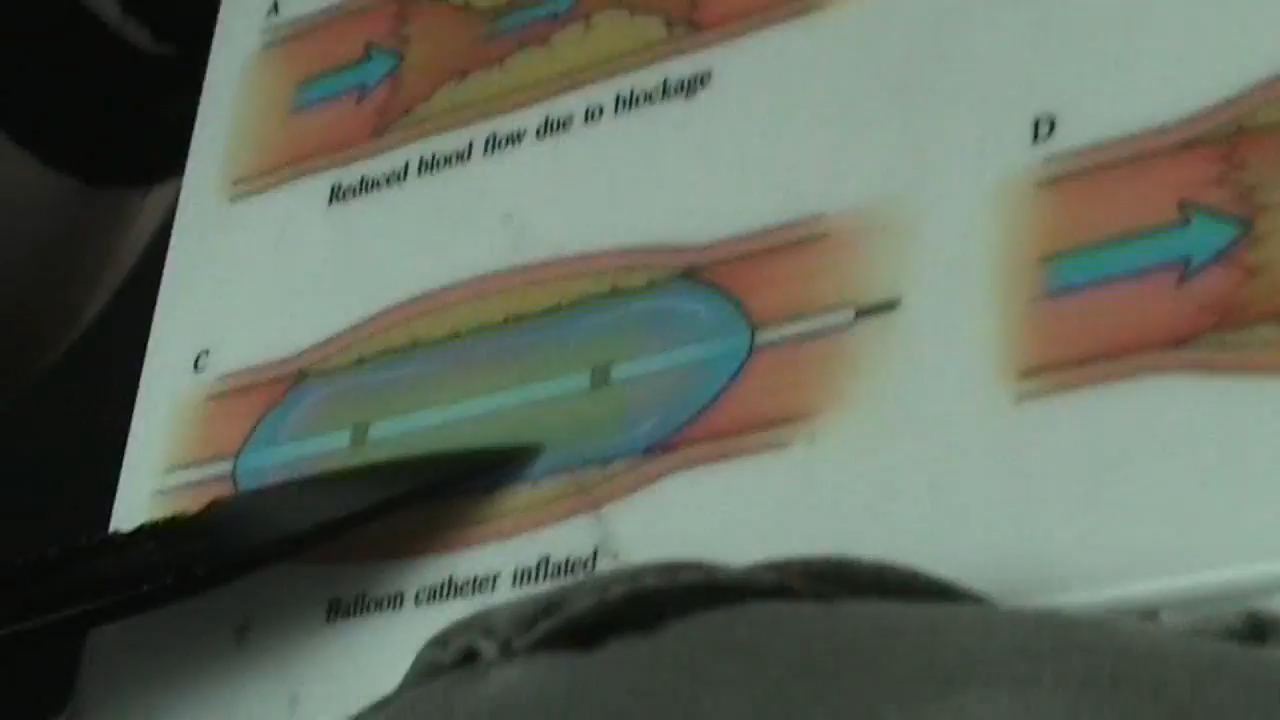 A
Reduced blood flow due to blockage
D
C
Balloon catheter inflated